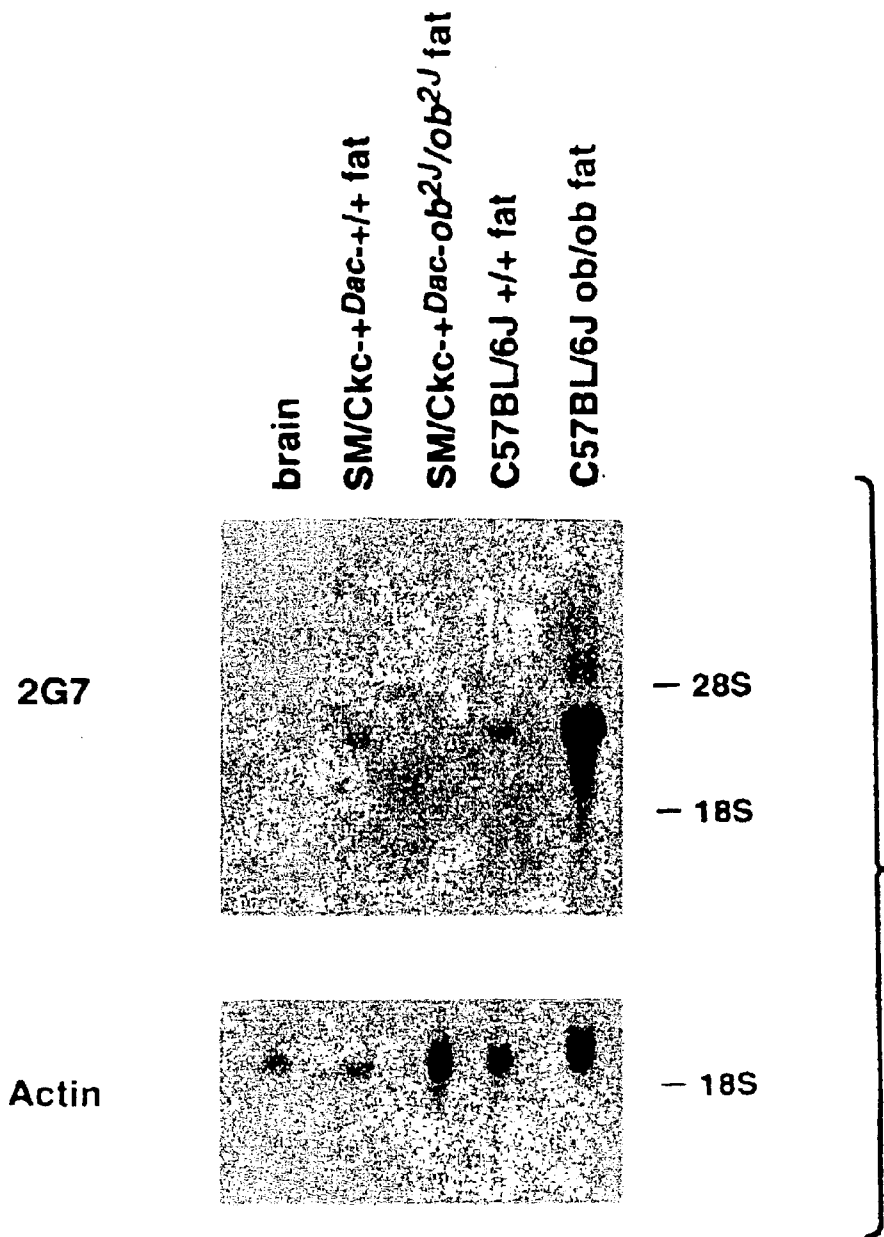 brain
SM/Ckc-+Dac-+/+ fat
SM/Ckc-+Dac-ob2J/ob2J fat
C57BL/6J +/+ fat
C57BL/6J ob/ob fat
2G7
– 28S
– 18S
Actin
– 18S